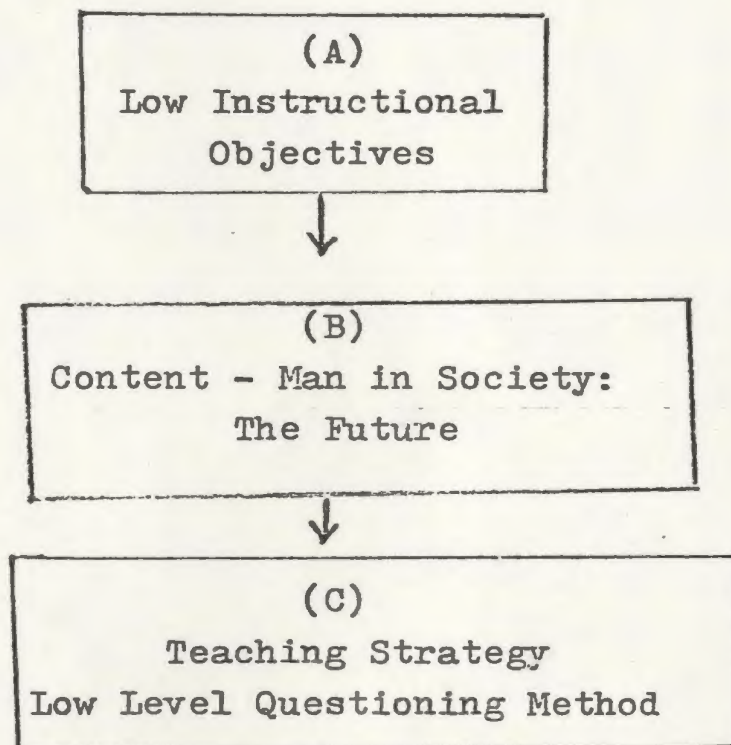 (A)
Low Instructional
Objectives
(B)
Content - Man in Society:
The Future
(C)
Teaching Strategy
Low Level Questioning Method